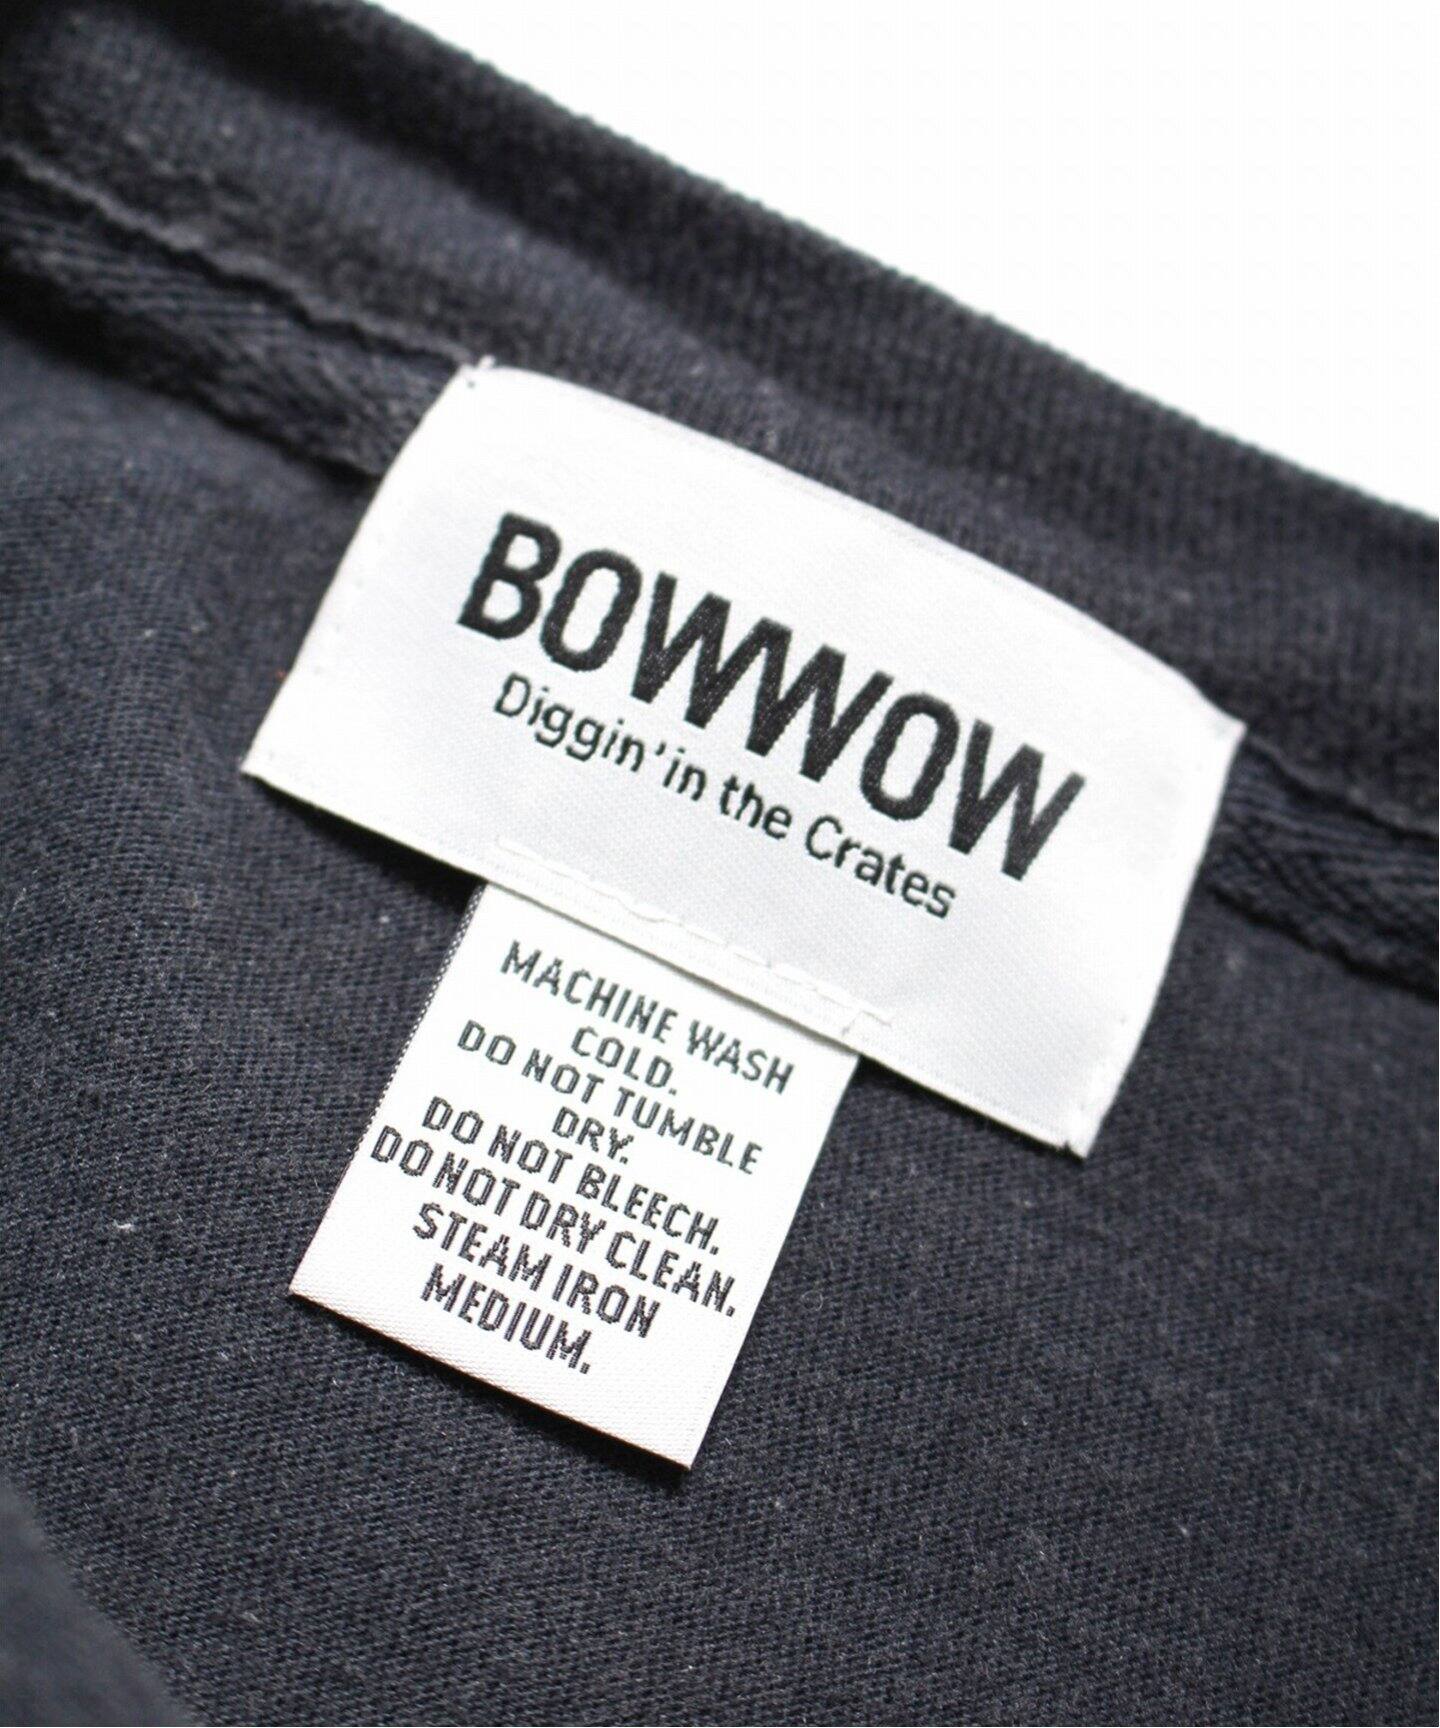 BOWWOW
Diggin' in the Crates
MACHINE WASH
COLD.
DO NOT TUMBLE
DRY.
DO NOT BLEECH.
DO NOT DRY CLEAN.
STEAM IRON
MEDIUM.